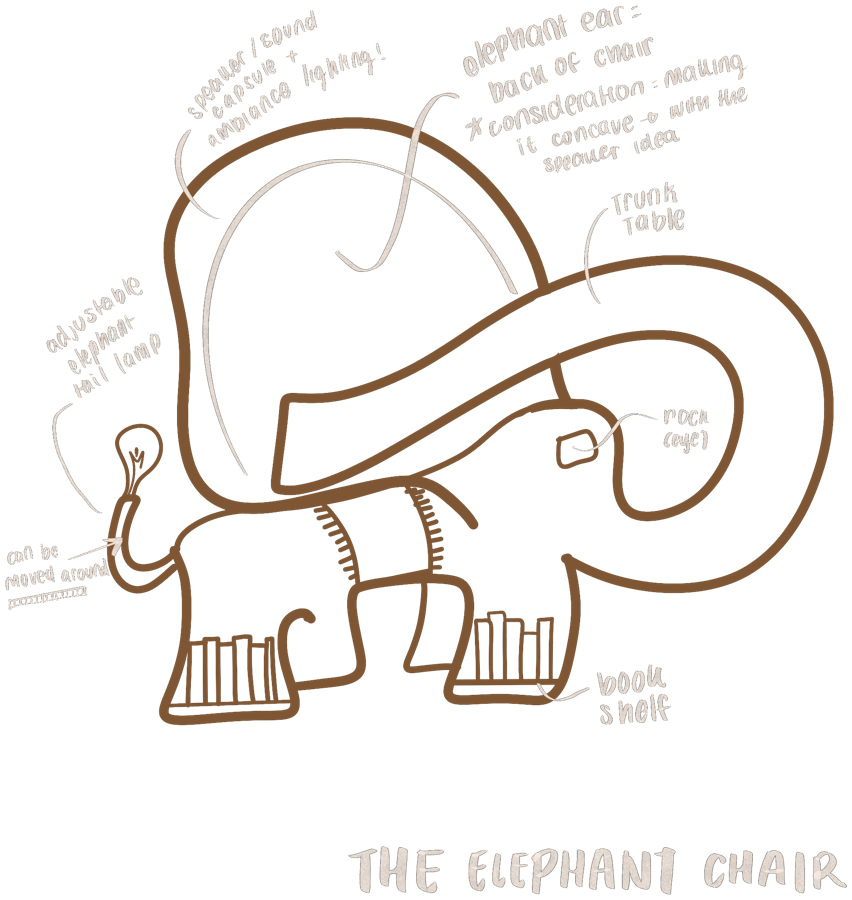 speaker/sound
capsule +
ambiance lighting!
elephant ear:
back of chair
*consideration: making
it concave → with the
speaker idea
Trunk
Table
adjustable
elephant
tail lamp
rock
(eye)
can be
moved around
book
shelf
THE ELEPHANT CHAIR